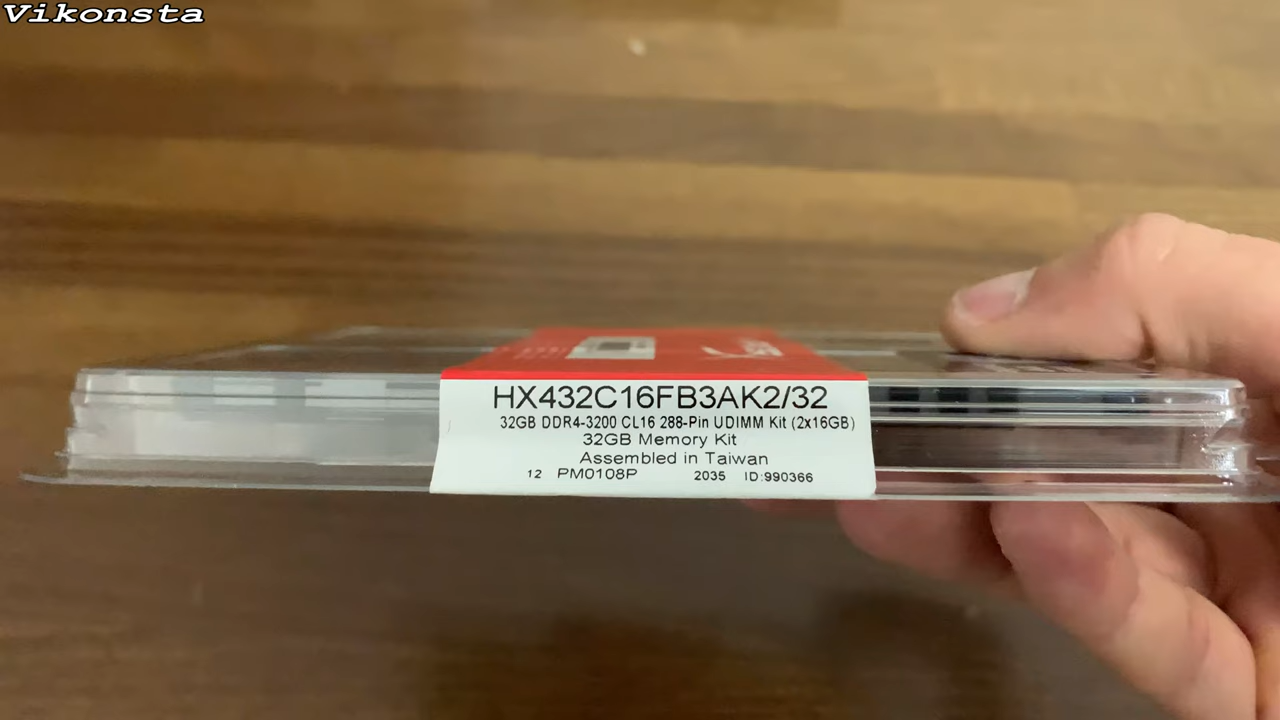 Vikonsta
HX432C16FB3AK2/32
32GB DDR4-3200 CL16 288-Pin UDIMM Kit (2x16GB)
32GB Memory Kit
Assembled in Taiwan
12 PM0108P 2035 ID:990366